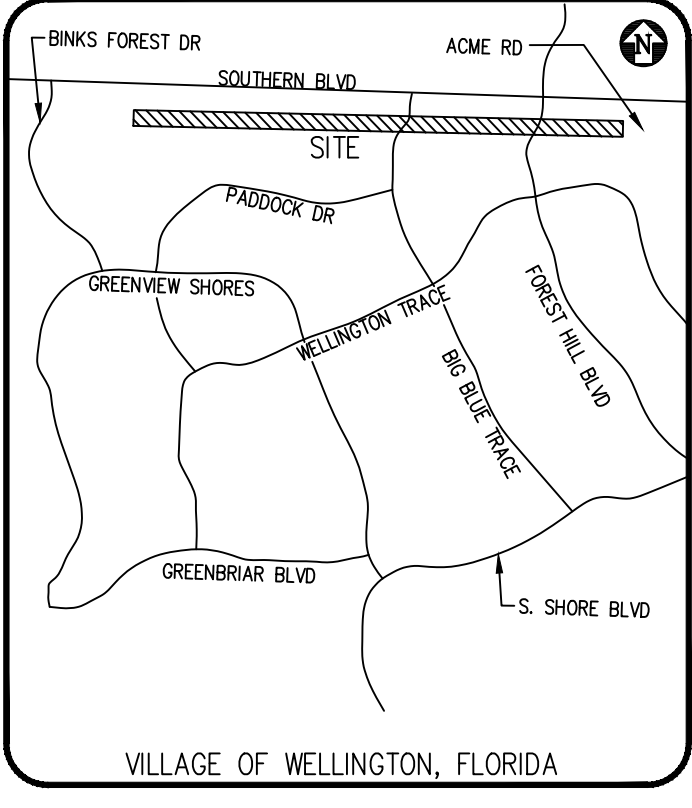 BINKS FOREST DR
ACME RD
N
SOUTHERN BLVD
SITE
PADDOCK DR
GREENVIEW SHORES
WELLINGTON TRACE
FOREST HILL BLVD
BIG BLUE TRACE
GREENBRIAR BLVD
S. SHORE BLVD
VILLAGE OF WELLINGTON, FLORIDA